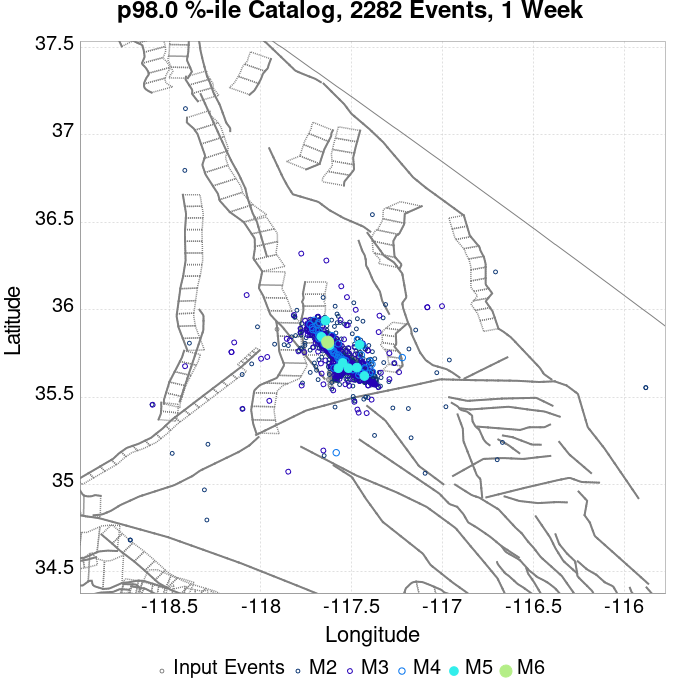 p98.0 %-ile Catalog, 2282 Events, 1 Week
37.5
37
36.5
36
35.5
35
34.5
Latitude
-118.5 -118 -117.5 -117 -116.5 -116
Longitude
Input Events M2 M3 M4 M5 M6